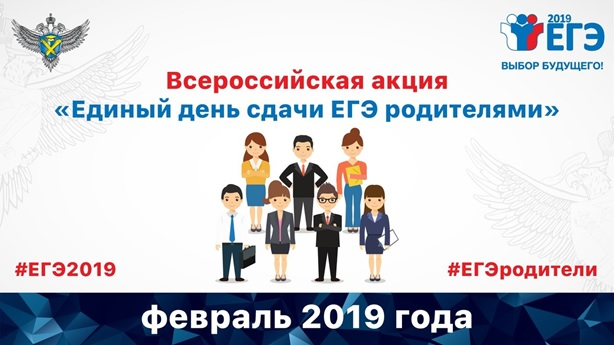 2019
ЕГЭ
ВЫБОР БУДУЩЕГО!
Всероссийская акция
«Единый день сдачи ЕГЭ родителями»
#ЕГЭ2019
#ЕГЭродители
февраль 2019 года